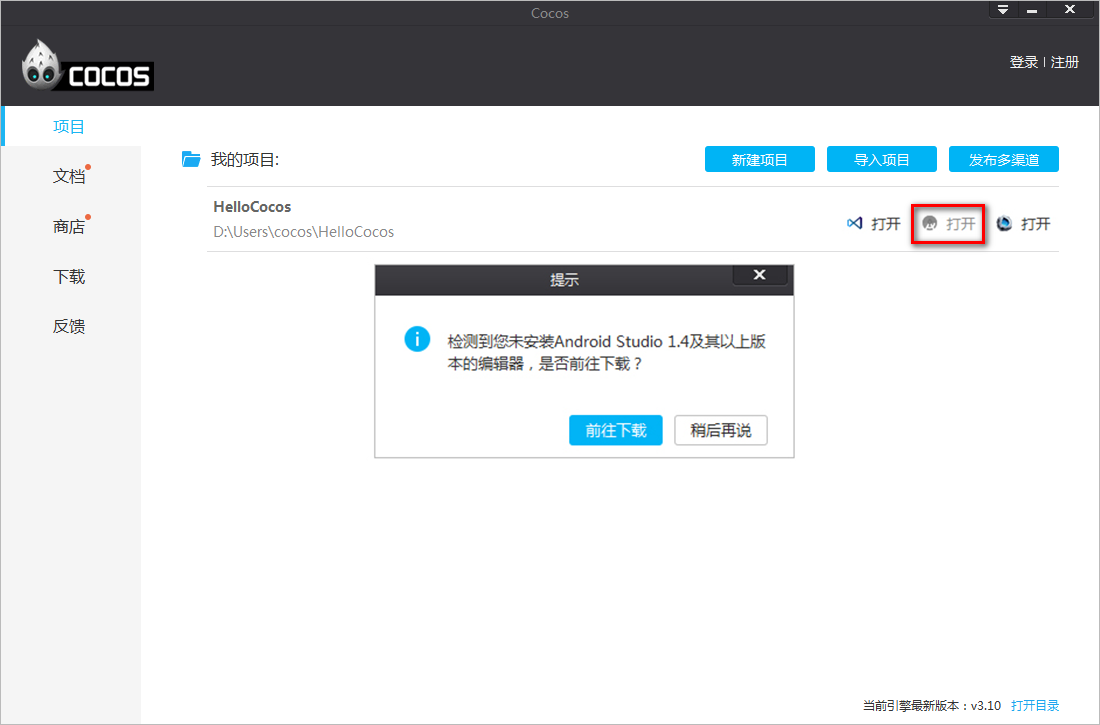 Cocos
COCOS
登录 | 注册
项目
文档
商店
下载
反馈
我的项目:
新建项目
导入项目
发布多渠道
HelloCocos
D:\Users\cocos\HelloCocos
打开
打开
打开
提示
检测到您未安装Android Studio 1.4及其以上版
本的编辑器，是否前往下载？
前往下载
稍后再说
当前引擎最新版本：v3.10 打开目录